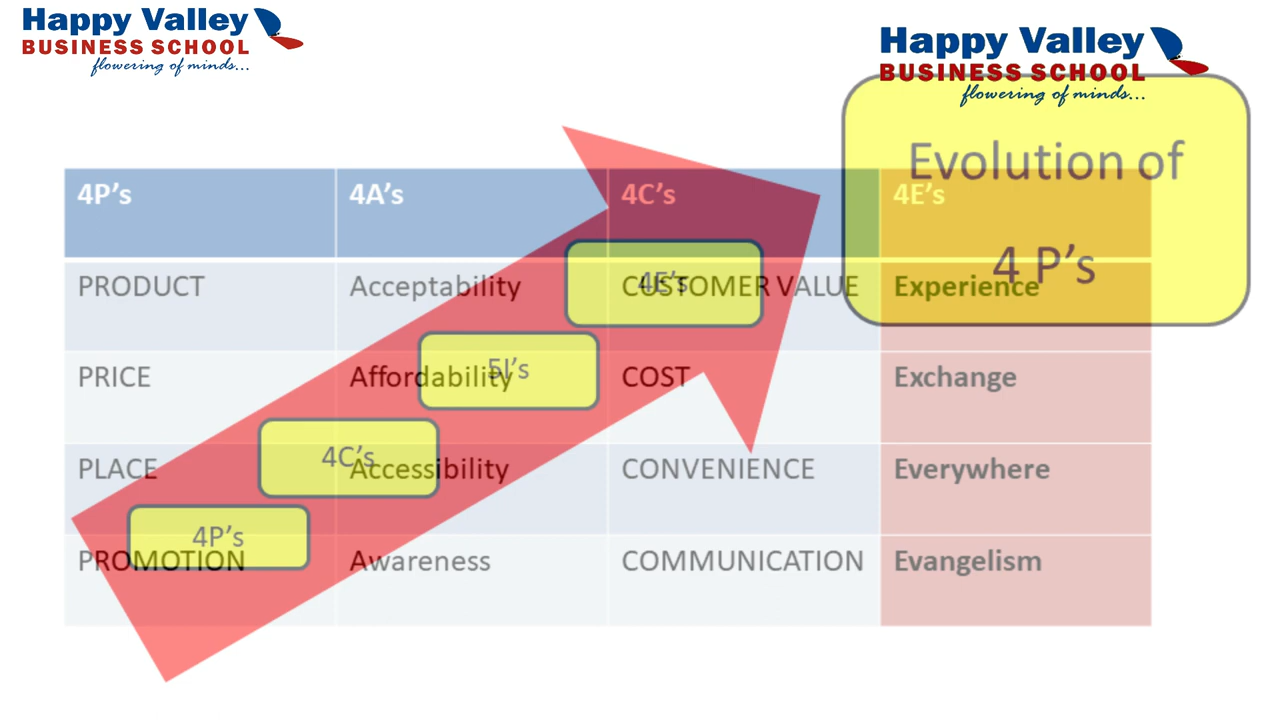 Happy Valley
BUSINESS SCHOOL
flowering of minds...
Happy Valley
BUSINESS SCHOOL
flowering of minds...
Evolution of
4 P's
4P's 4A's 4C's 4E's
PRODUCT Acceptability CUSTOMER VALUE Experience
PRICE Affordability COST Exchange
PLACE Accessibility CONVENIENCE Everywhere
PROMOTION Awareness COMMUNICATION Evangelism
4E's
5I's
4C's
4P's